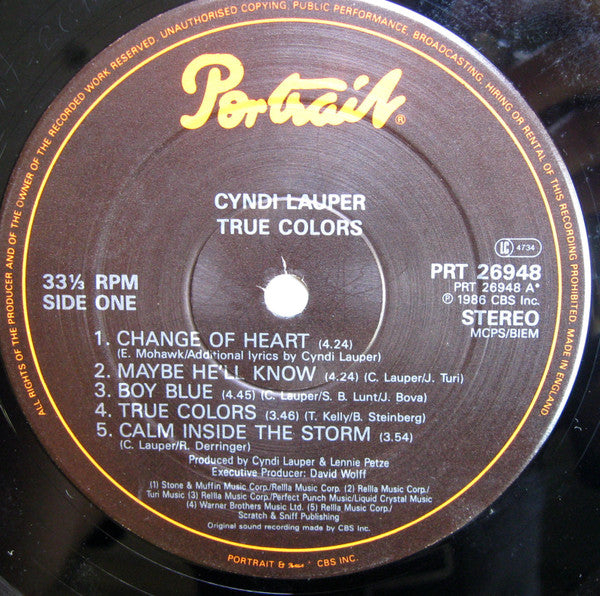 ALL RIGHTS OF THE PRODUCER AND OF THE OWNER OF THE RECORDED WORK RESERVED. UNAUTHORISED COPYING, PUBLIC PERFORMANCE, BROADCASTING, HIRING OR RENTAL OF THIS RECORDING PROHIBITED. MADE IN ENGLAND
Portrait®
CYNDI LAUPER
TRUE COLORS
LC 4734
33⅓ RPM
SIDE ONE
PRT 26948
PRT 26948 A*
℗ 1986 CBS Inc.
STEREO
MCPS/BIEM
1. CHANGE OF HEART (4.24)
(E. Mohawk/Additional lyrics by Cyndi Lauper)
2. MAYBE HE'LL KNOW (4.24) (C. Lauper/J. Turi)
3. BOY BLUE (4.45) (C. Lauper/S. B. Lunt/J. Bova)
4. TRUE COLORS (3.46) (T. Kelly/B. Steinberg)
5. CALM INSIDE THE STORM (3.54)
(C. Lauper/R. Derringer)
Produced by Cyndi Lauper & Lennie Petze
Executive Producer: David Wolff
(1) Stone & Muffin Music Corp./Rellla Music Corp. (2) Rellla Music Corp./
Turi Music (3) Rellla Music Corp./Perfect Punch Music/Liquid Crystal Music
(4) Warner Brothers Music Ltd. (5) Rellla Music Corp./
Scratch & Sniff Publishing
Original sound recording made by CBS Inc.
PORTRAIT & CBS INC.